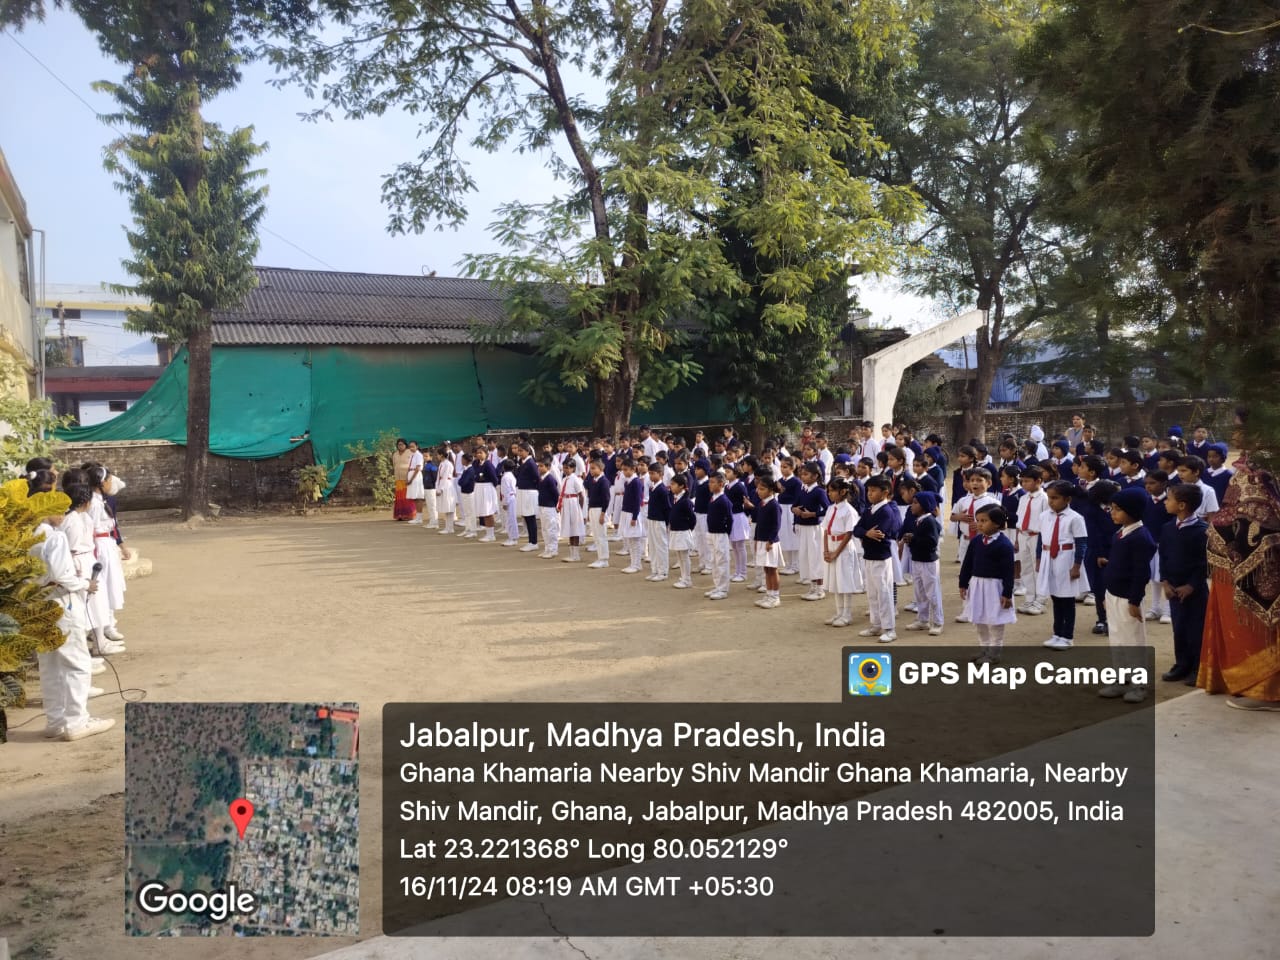 GPS Map Camera
Jabalpur, Madhya Pradesh, India
Ghana Khamaria Nearby Shiv Mandir Ghana Khamaria, Nearby
Shiv Mandir, Ghana, Jabalpur, Madhya Pradesh 482005, India
Lat 23.221368° Long 80.052129°
16/11/24 08:19 AM GMT +05:30
Google